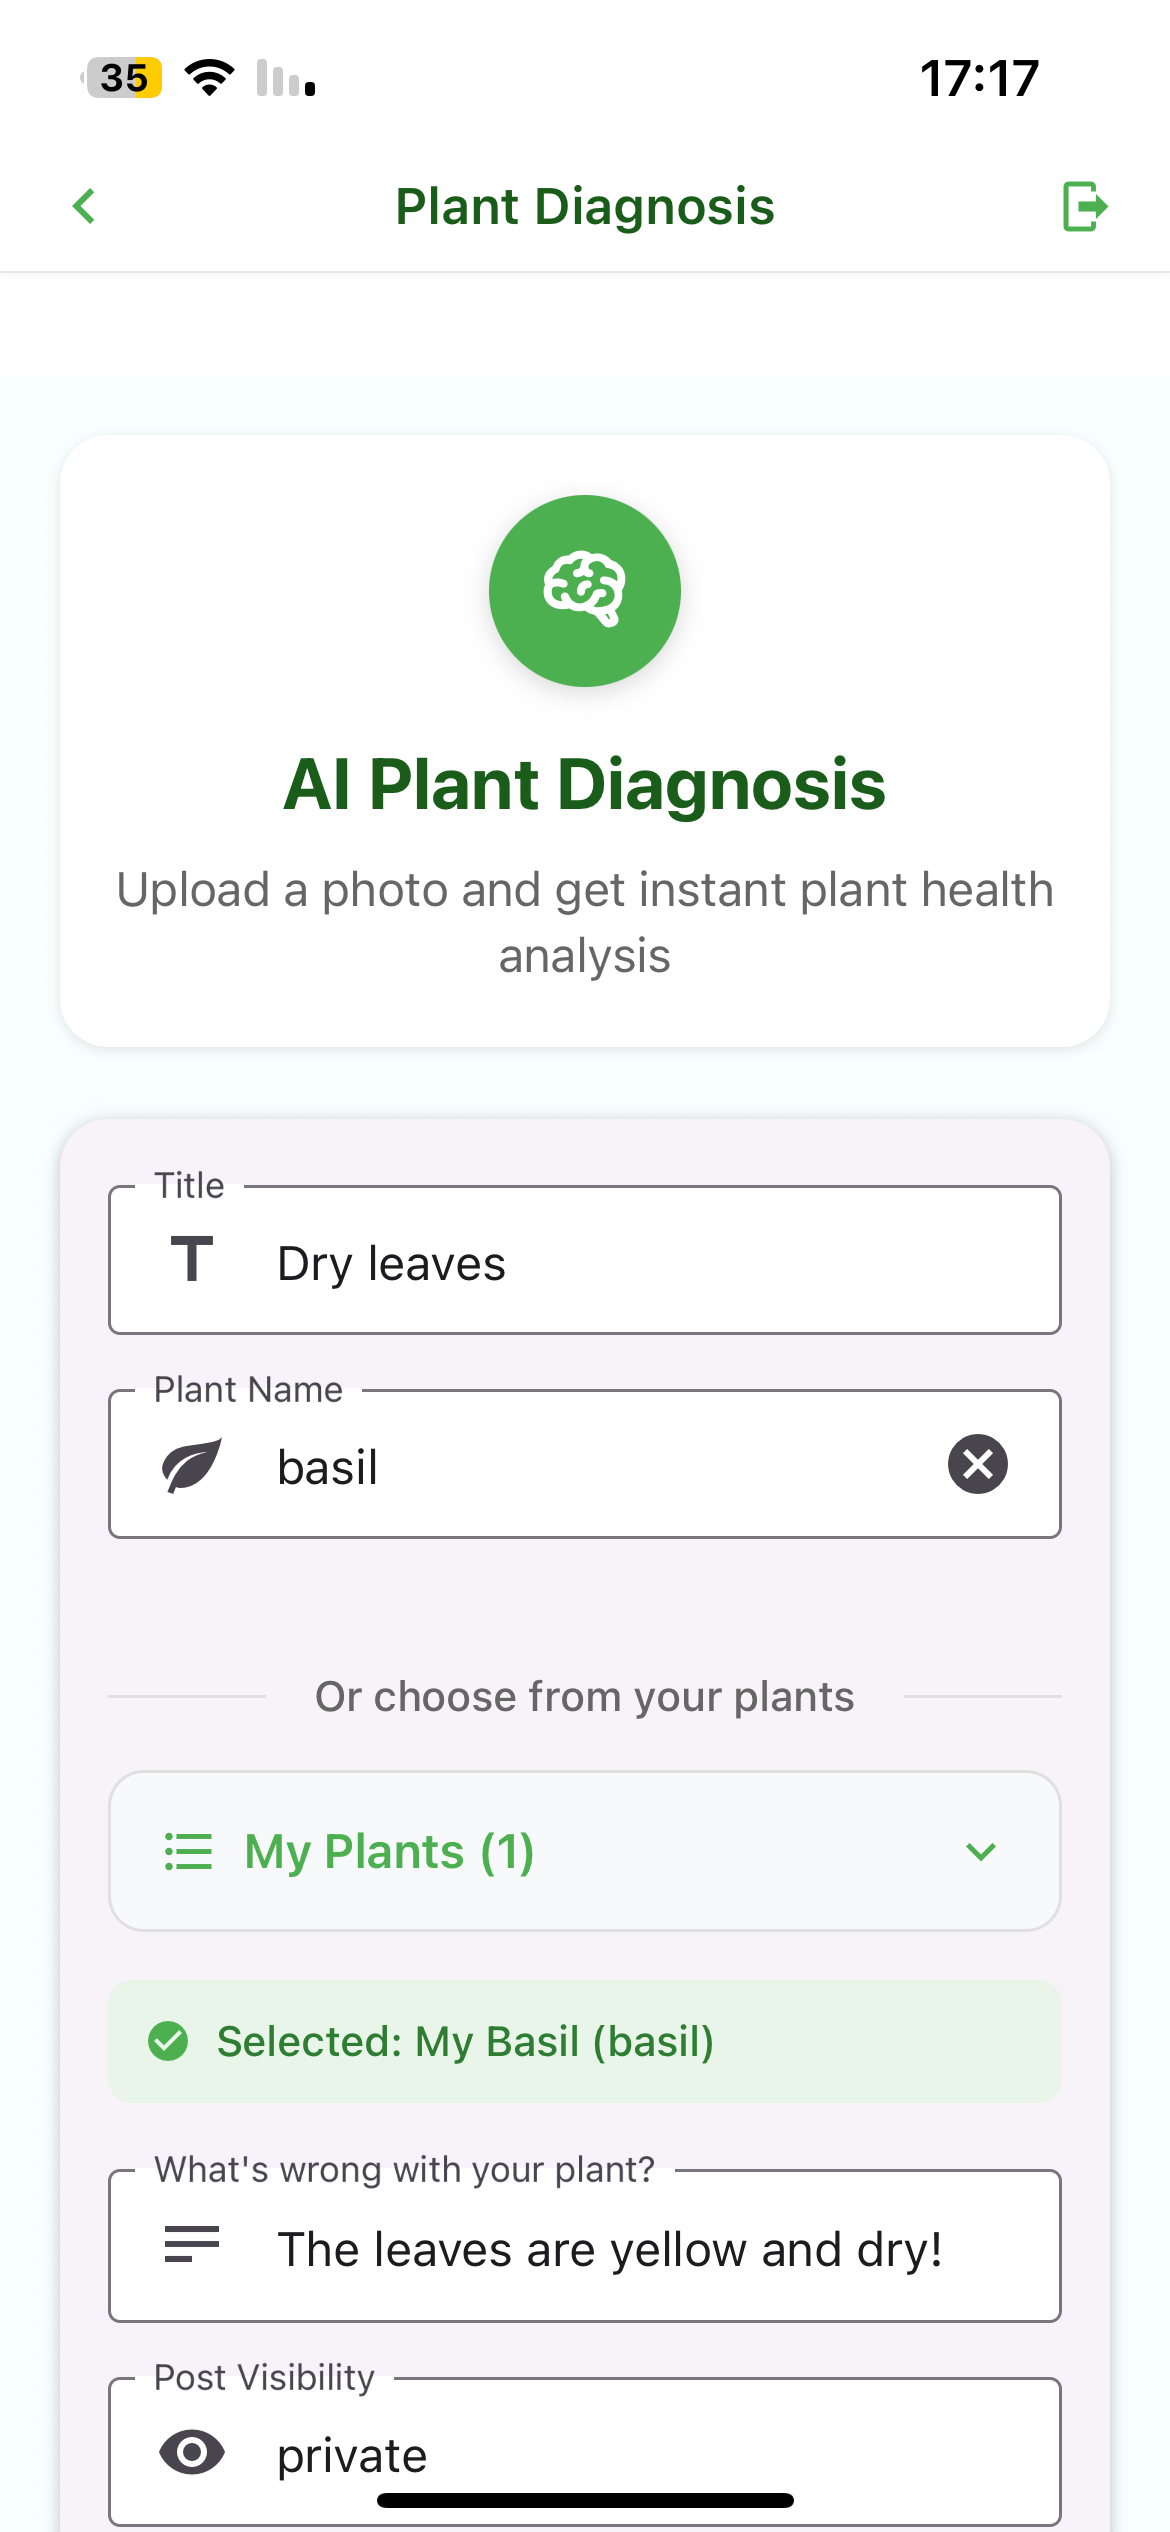 35
17:17
Plant Diagnosis
AI Plant Diagnosis
Upload a photo and get instant plant health
analysis
Title
T Dry leaves
Plant Name
basil
Or choose from your plants
My Plants (1)
Selected: My Basil (basil)
What's wrong with your plant?
The leaves are yellow and dry!
Post Visibility
private